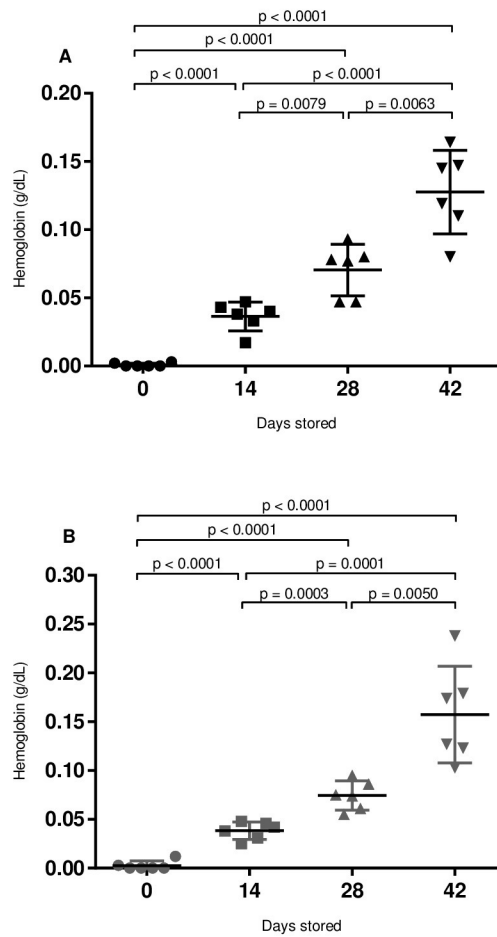 p < 0.0001
p < 0.0001
A
p < 0.0001 p < 0.0001
p = 0.0079 p = 0.0063
0.20
0.15
0.10
0.05
0.00
Hemoglobin (g/dL)
0 14 28 42
Days stored
p < 0.0001
B
p < 0.0001
p < 0.0001 p = 0.0001
p = 0.0003 p = 0.0050
0.30
0.25
0.20
0.15
0.10
0.05
0.00
Hemoglobin (g/dL)
0 14 28 42
Days stored